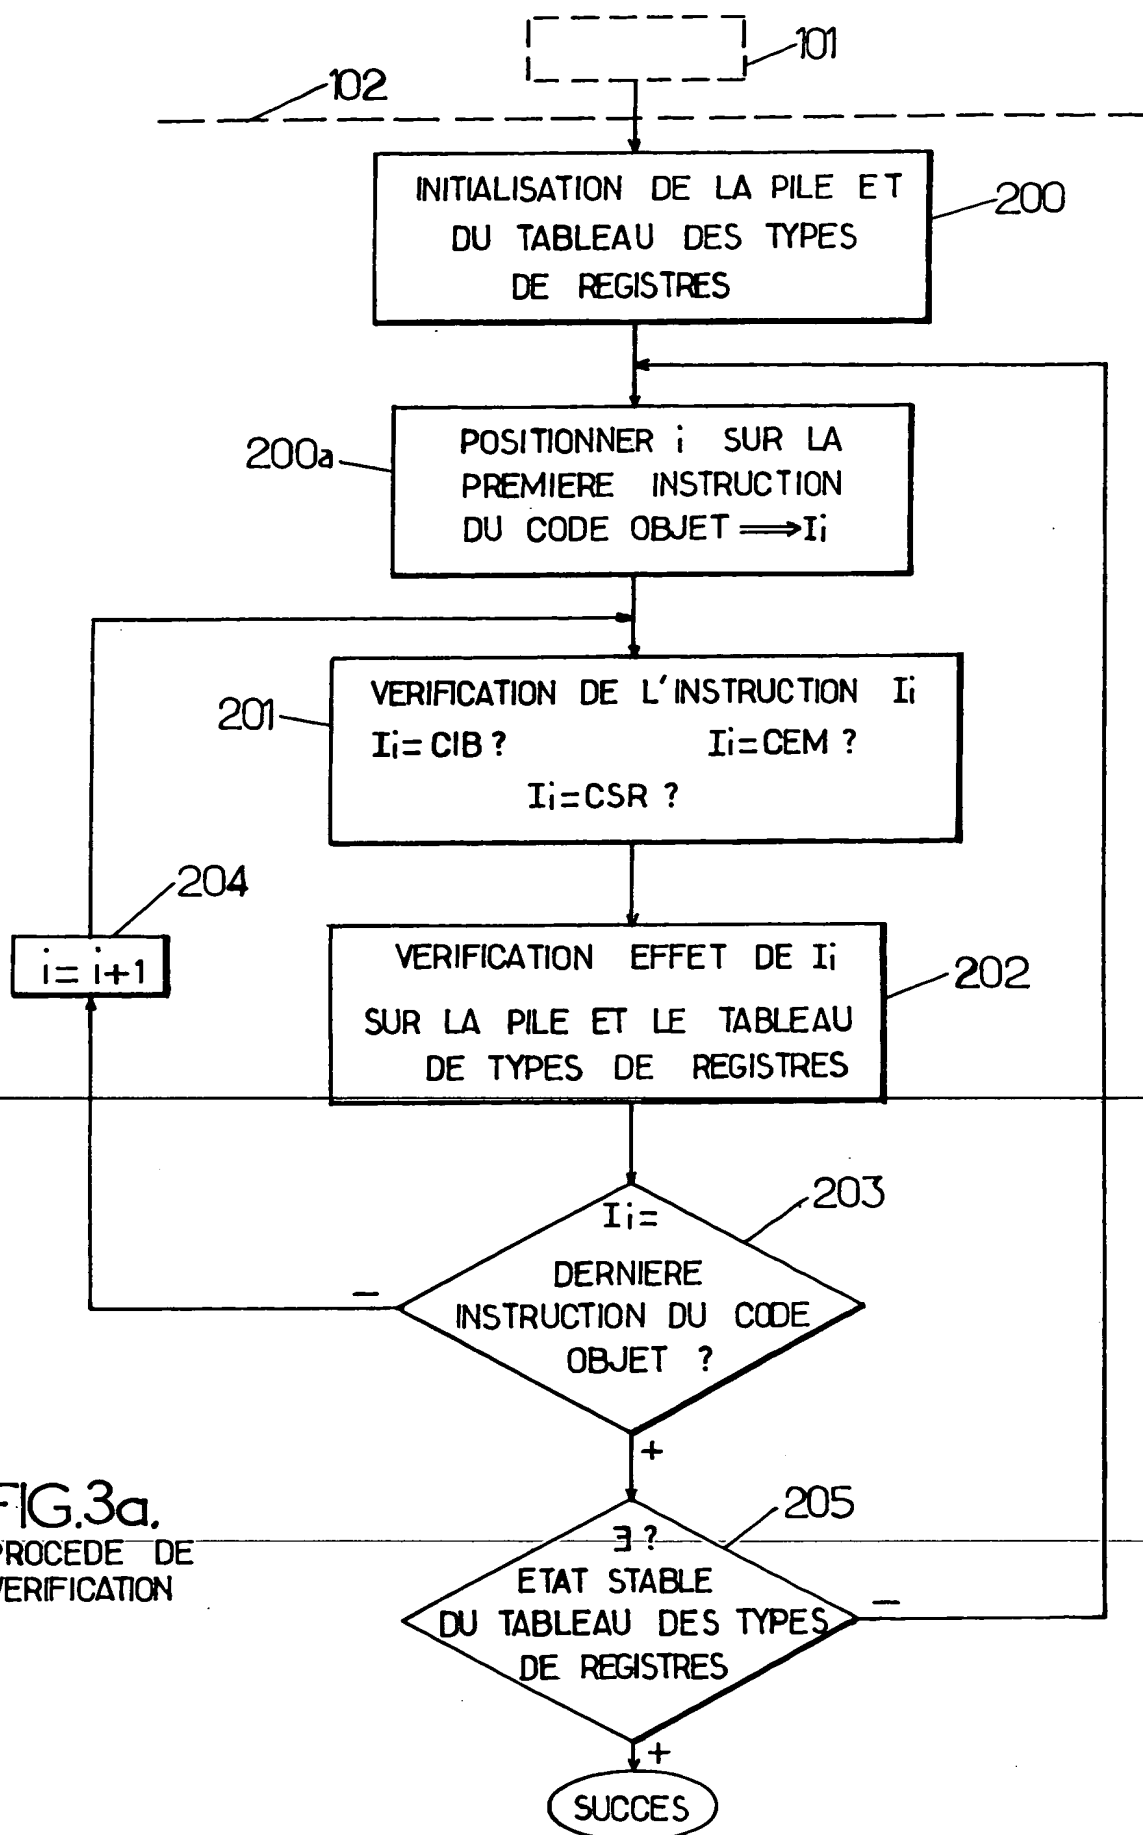 101
102
INITIALISATION DE LA PILE ET
DU TABLEAU DES TYPES
DE REGISTRES
200
200a
POSITIONNER i SUR LA
PREMIERE INSTRUCTION
DU CODE OBJET ⟹ Ii
201
VERIFICATION DE L'INSTRUCTION Ii
Ii=CIB ? Ii=CEM ?
Ii=CSR ?
204
i= i+1
VERIFICATION EFFET DE Ii
SUR LA PILE ET LE TABLEAU
DE TYPES DE REGISTRES
202
203
Ii=
DERNIERE
INSTRUCTION DU CODE
OBJET ?
-
+
FIG.3a.
PROCEDE DE
VERIFICATION
205
∃ ?
ETAT STABLE
DU TABLEAU DES TYPES
DE REGISTRES
-
+
SUCCES